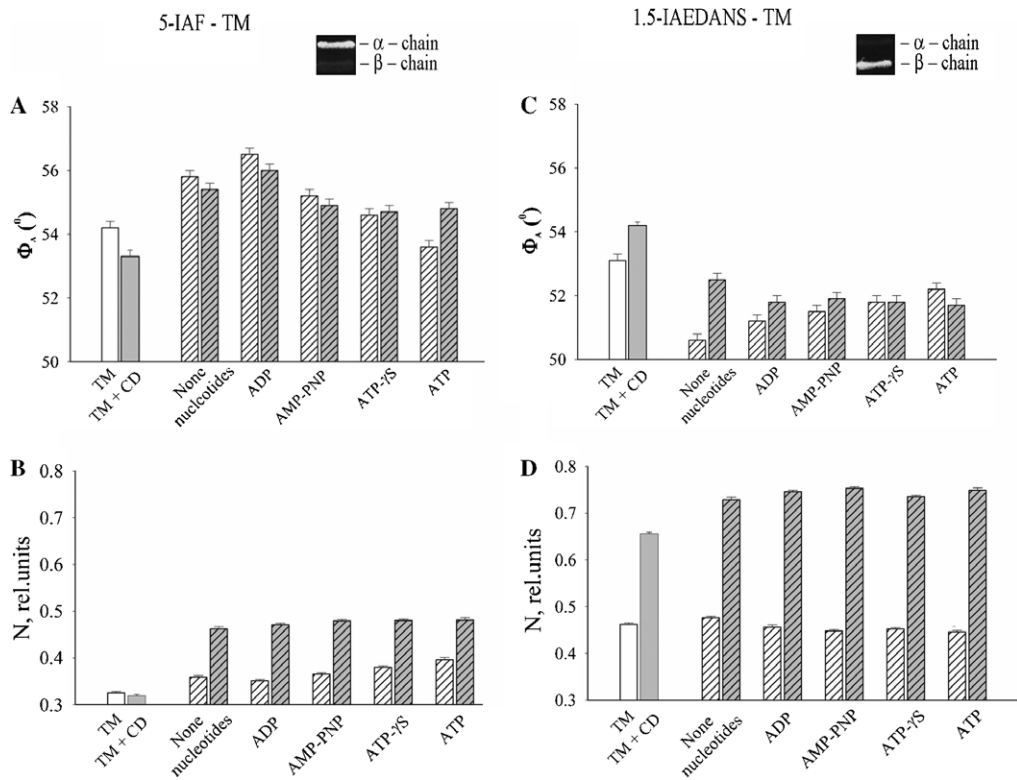 5-IAF - TM
– α – chain
– β – chain
1.5-IAEDANS - TM
– α – chain
– β – chain
A
58
56
54
52
50
Φᴀ (⁰)
TM
TM + CD
None
nucleotides
ADP
AMP-PNP
ATP-γS
ATP
C
58
56
54
52
50
Φᴀ (⁰)
TM
TM + CD
None
nucleotides
ADP
AMP-PNP
ATP-γS
ATP
B
0.8
0.7
0.6
0.5
0.4
0.3
N, rel.units
TM
TM + CD
None
nucleotides
ADP
AMP-PNP
ATP-γS
ATP
D
0.8
0.7
0.6
0.5
0.4
0.3
N, rel.units
TM
TM + CD
None
nucleotides
ADP
AMP-PNP
ATP-γS
ATP